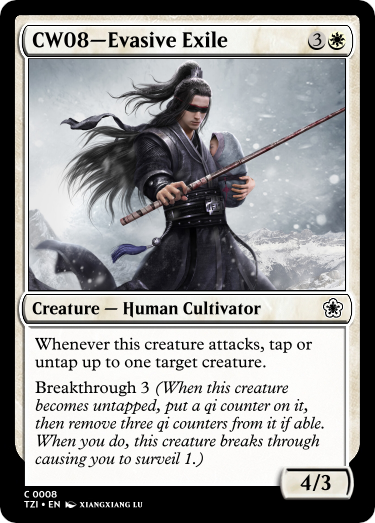 CW08—Evasive Exile 3
Creature — Human Cultivator
Whenever this creature attacks, tap or
untap up to one target creature.
Breakthrough 3 (When this creature
becomes untapped, put a qi counter on it,
then remove three qi counters from it if able.
When you do, this creature breaks through
causing you to surveil 1.)
4/3
C 0008
TZI • EN XIANGXIANG LU